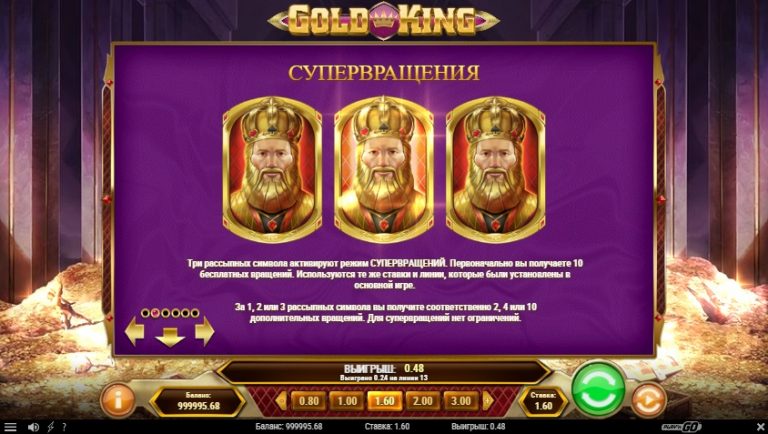 GOLD KING
СУПЕРВРАЩЕНИЯ
Три рассыпных символа активируют режим СУПЕРВРАЩЕНИЙ. Первоначально вы получаете 10
бесплатных вращений. Используются те же ставки и линии, которые были установлены в
основной игре.
За 1, 2 или 3 рассыпных символа вы получите соответственно 2, 4 или 10
дополнительных вращений. Для супервращений нет ограничений.
ВЫИГРЫШ: 0.48
Выиграно 0.24 на линии 13
Баланс:
999995.68
- 0.80 1.00 1.60 2.00 3.00 +
Ставка:
1.60
? Баланс: 999995.68 Ставка: 1.60 Выигрыш: 0.48 PLAY'N GO